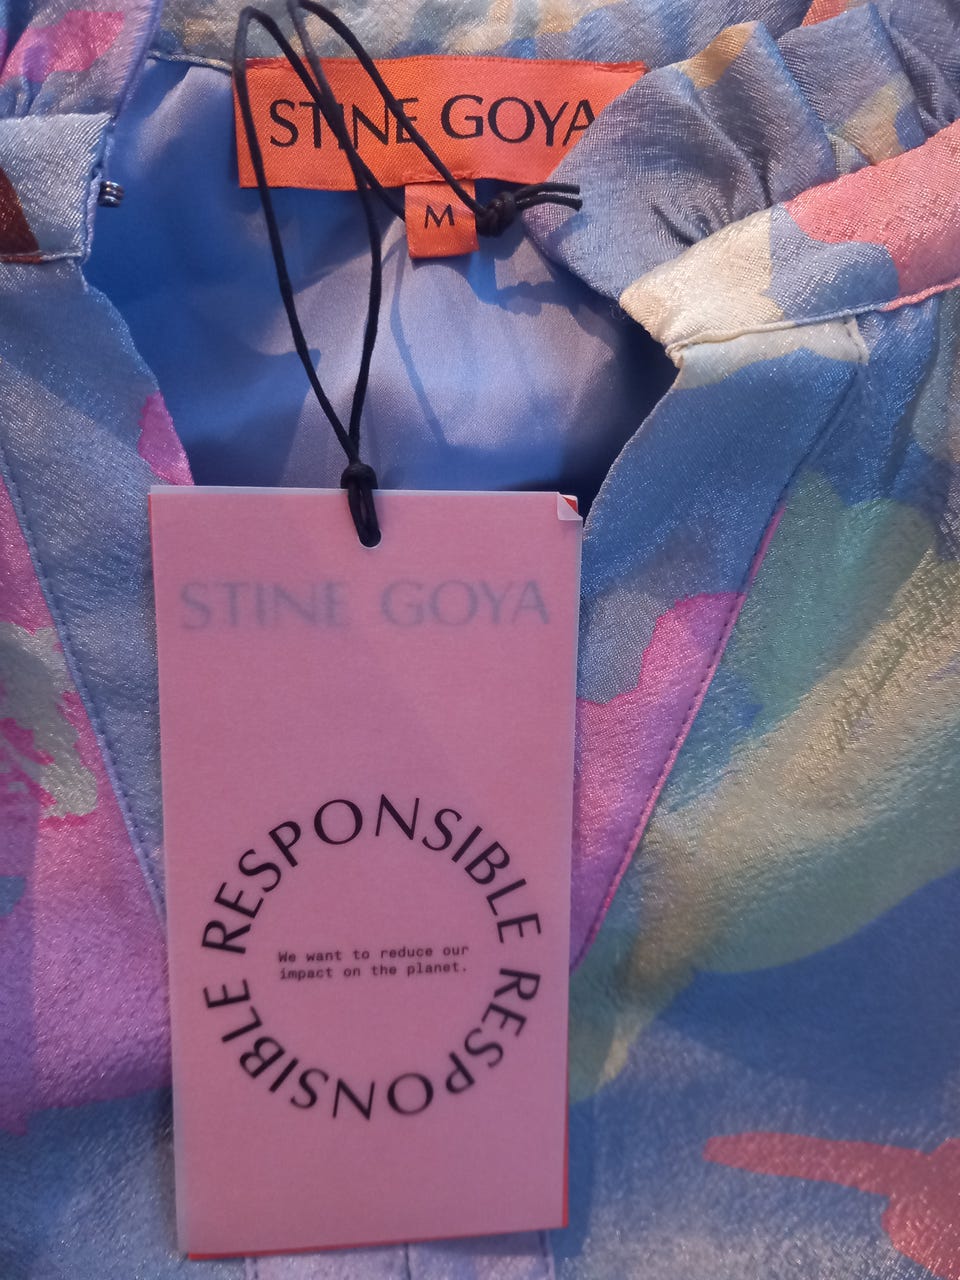 STINE GOYA
M
STINE GOYA
RESPONSIBLE RESPONSIBLE
We want to reduce our
impact on the planet.